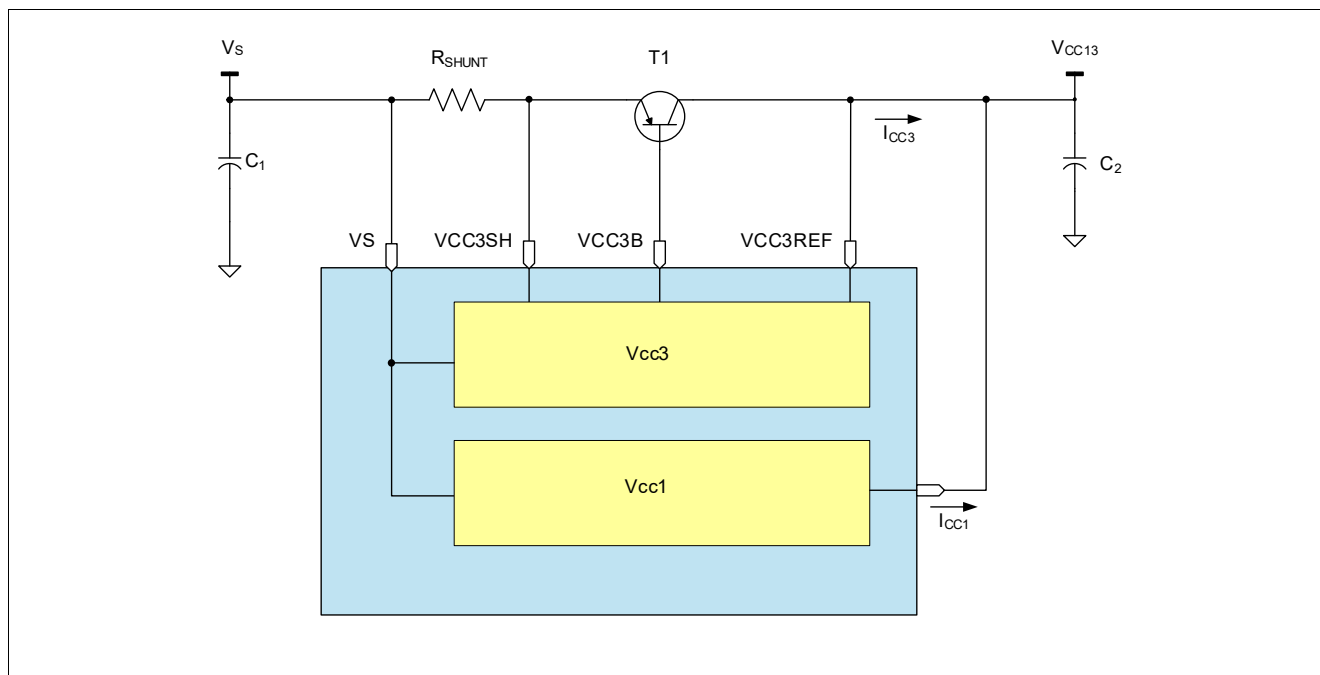 VS
RSHUNT
T1
VCC13
ICC3
C1
C2
VS
VCC3SH
VCC3B
VCC3REF
Vcc3
Vcc1
ICC1